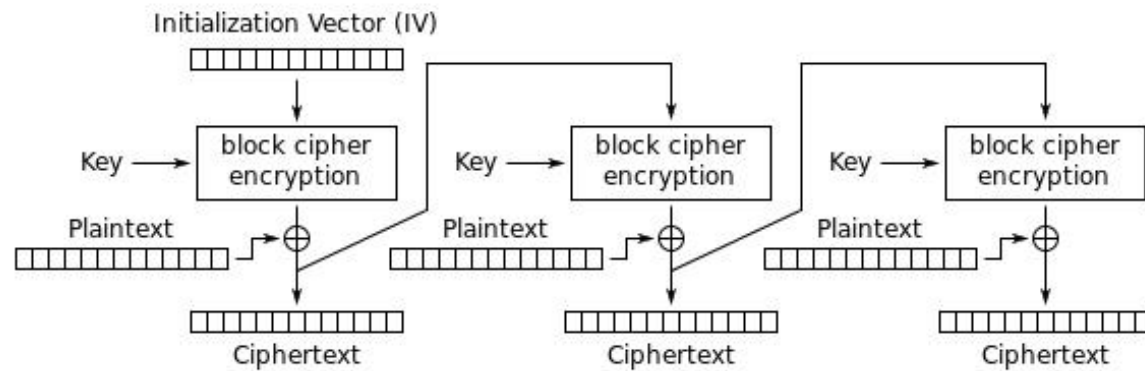 Initialization Vector (IV)
Key
block cipher
encryption
Key
block cipher
encryption
Key
block cipher
encryption
Plaintext
Plaintext
Plaintext
Ciphertext
Ciphertext
Ciphertext